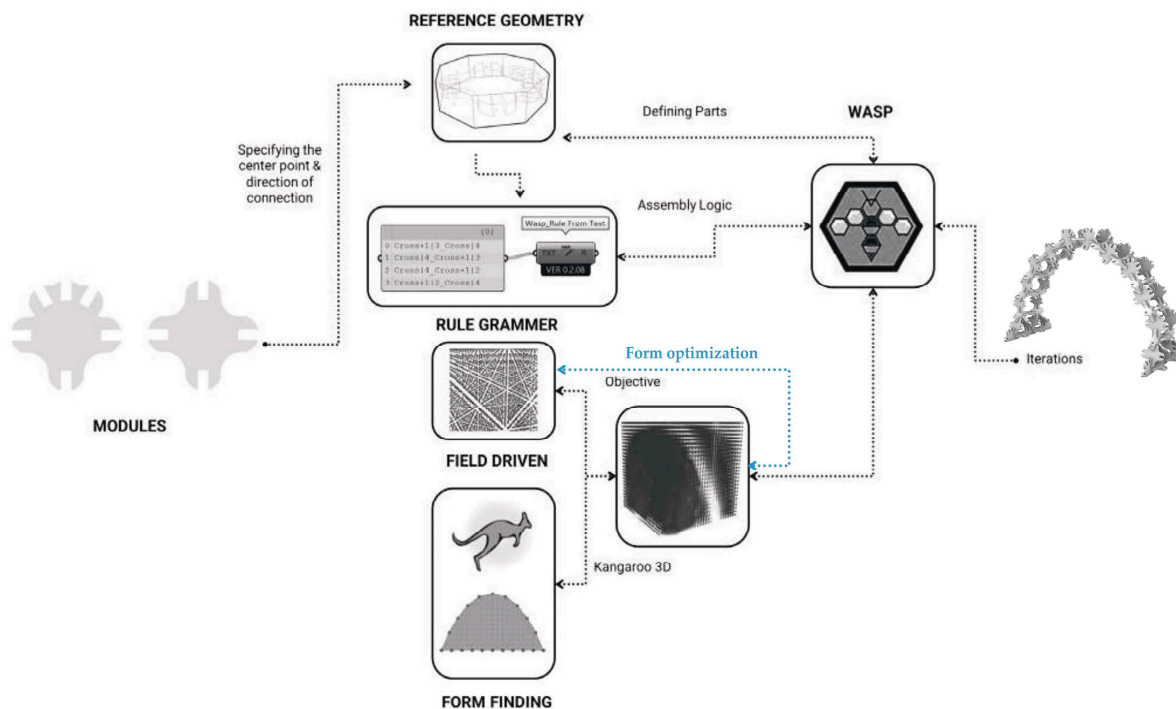 REFERENCE GEOMETRY
Defining Parts
WASP
Specifying the
center point &
direction of
connection
Assembly Logic
Wasp_Rule From Text
{0}
0 Cross+1|3_Cross|4
1 Cross|4_Cross+1|3
2 Cross|4_Cross+1|2
3 Cross+1|2_Cross|4
TXT
R
VER 0.2.08
RULE GRAMMER
Form optimization
Objective
Iterations
MODULES
FIELD DRIVEN
Kangaroo 3D
FORM FINDING